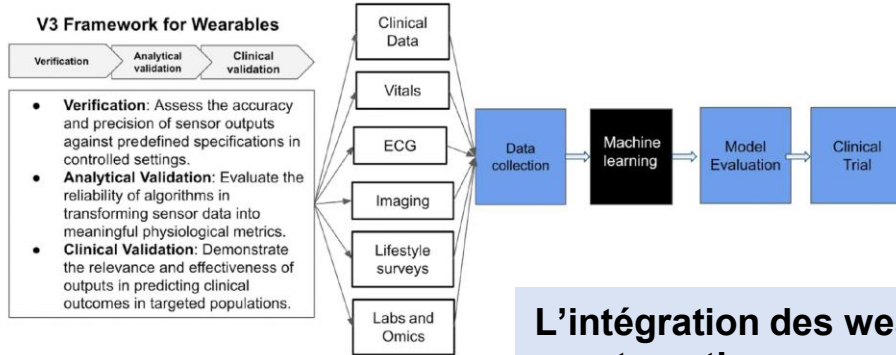 V3 Framework for Wearables
Verification
Analytical
validation
Clinical
validation
● Verification: Assess the accuracy
and precision of sensor outputs
against predefined specifications in
controlled settings.
● Analytical Validation: Evaluate the
reliability of algorithms in
transforming sensor data into
meaningful physiological metrics.
● Clinical Validation: Demonstrate
the relevance and effectiveness of
outputs in predicting clinical
outcomes in targeted populations.
Clinical
Data
Vitals
ECG
Imaging
Lifestyle
surveys
Labs and
Omics
Data
collection
Machine
learning
Model
Evaluation
Clinical
Trial
L’intégration des we